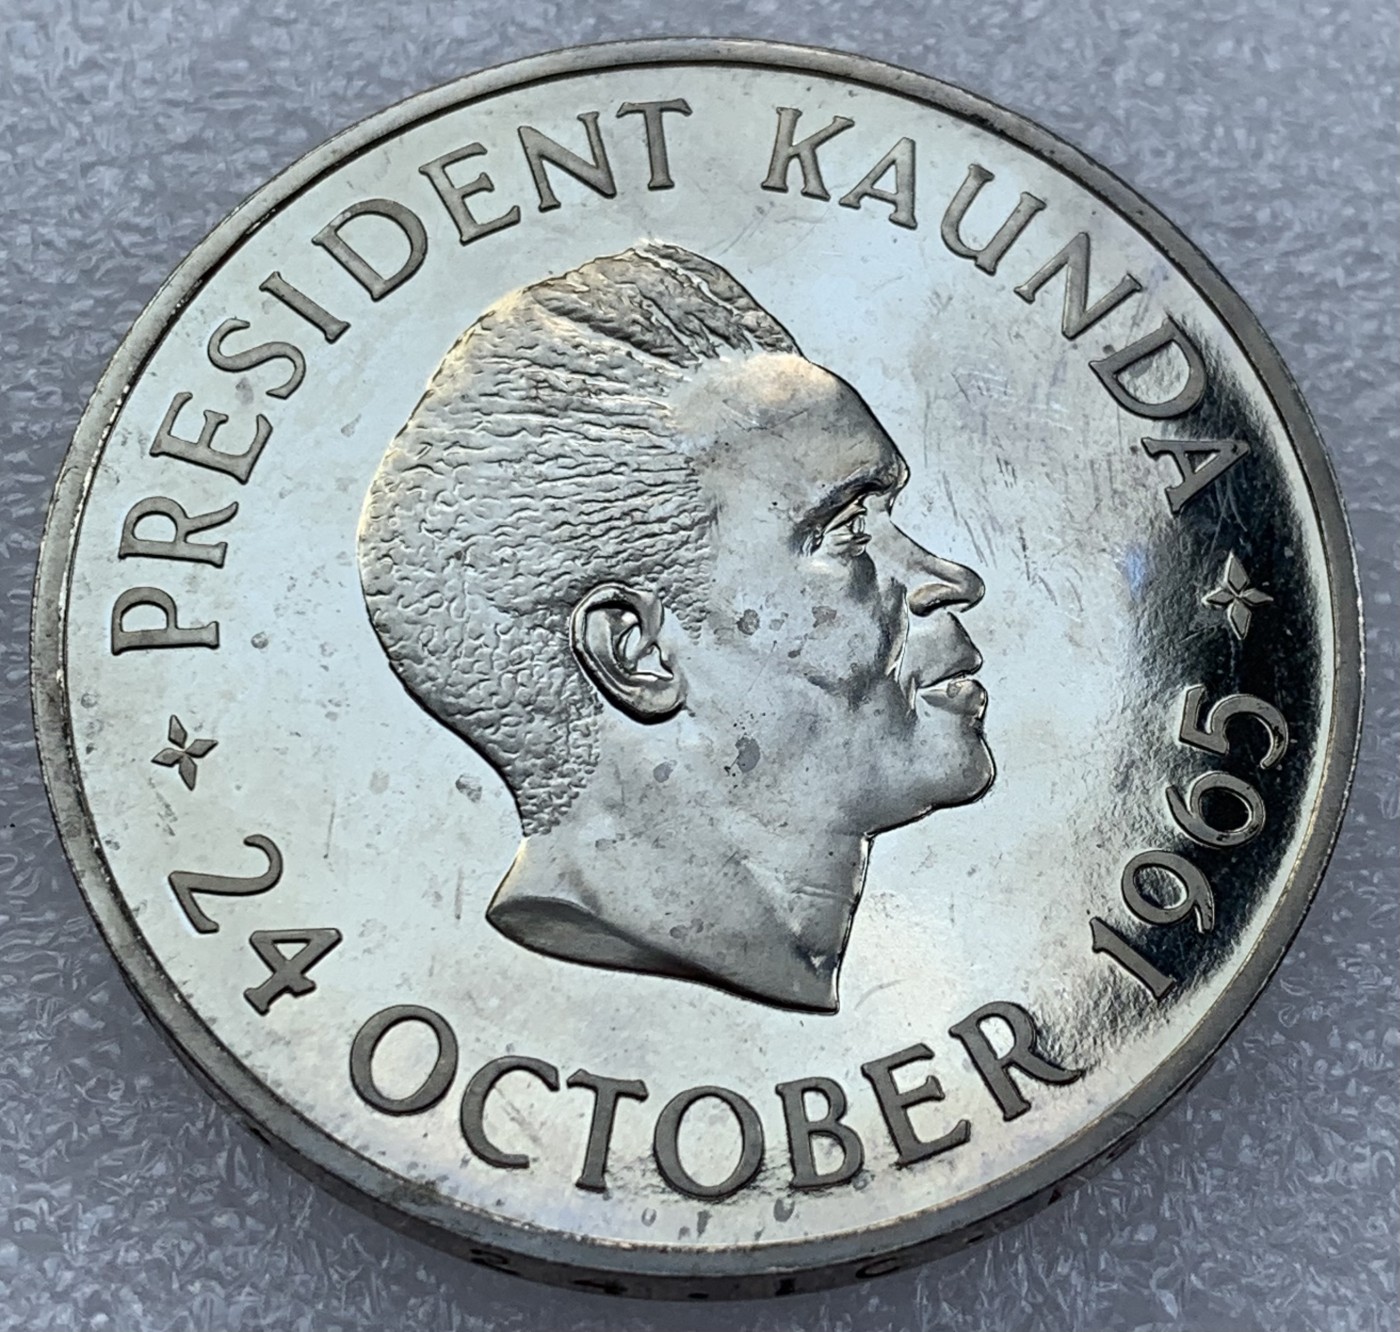 PRESIDENT KAUNDA
24 OCTOBER 1965